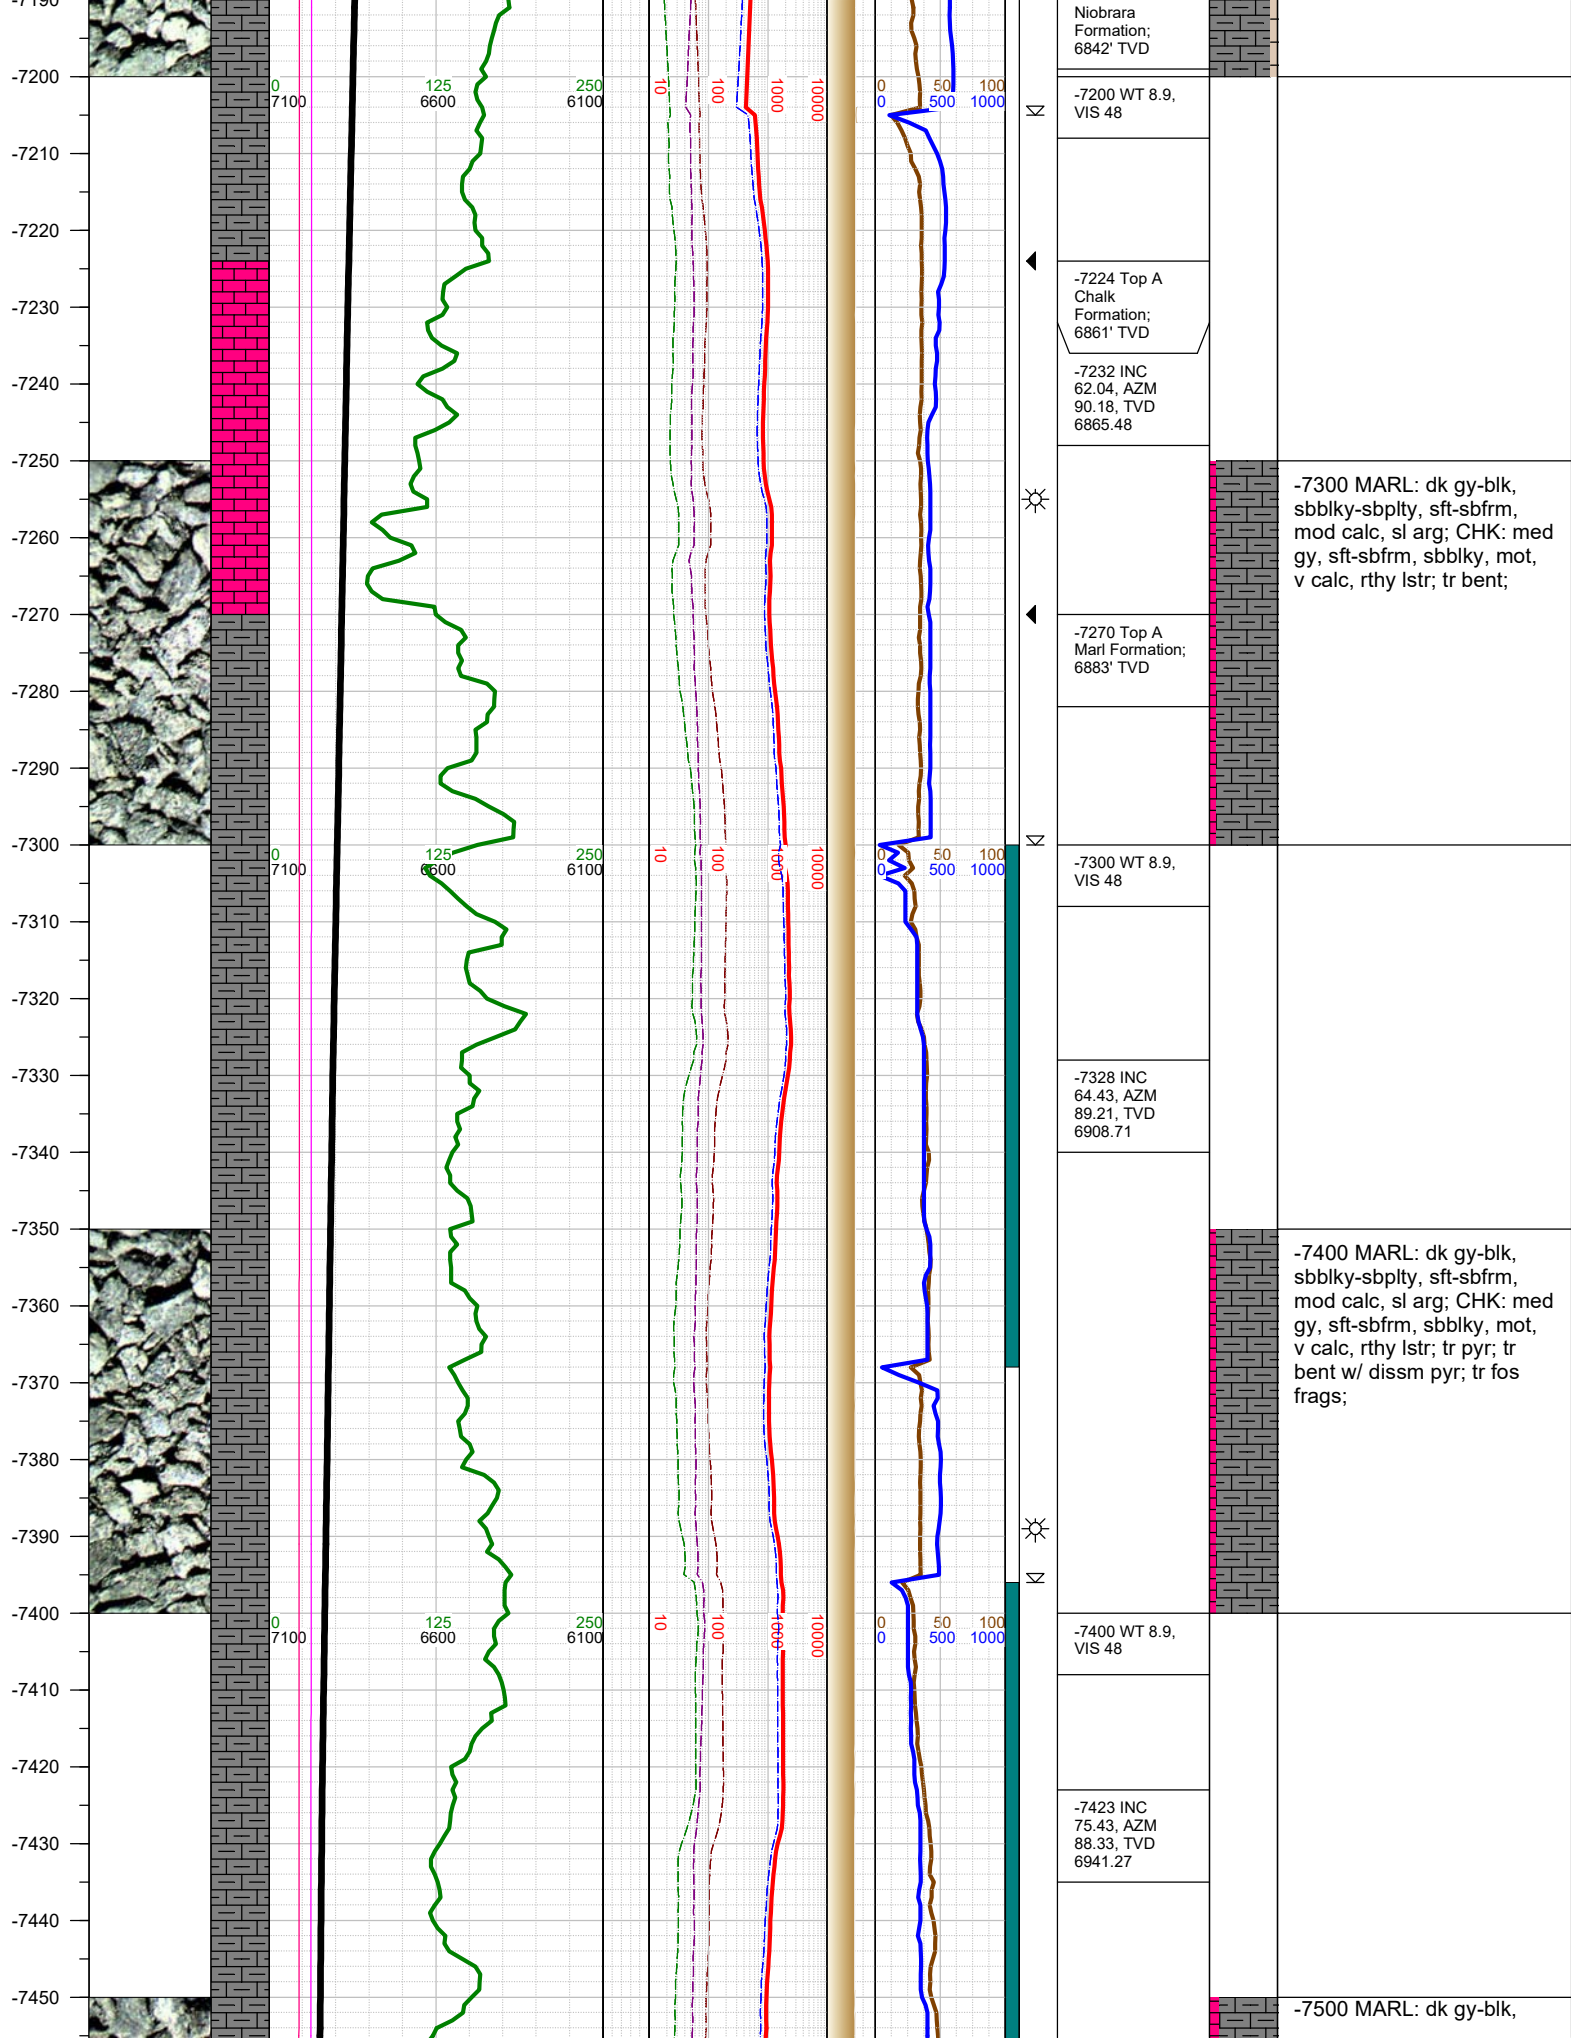 -7190
Niobrara
Formation;
6842' TVD
-7200
0 125 250
7100 6600 6100
10 100 1000 10000
0 50 100
0 500 1000
-7200 WT 8.9,
VIS 48
-7210
-7220
-7224 Top A
Chalk
Formation;
6861' TVD
-7230
-7232 INC
62.04, AZM
90.18, TVD
6865.48
-7240
-7250
-7300 MARL: dk gy-blk,
sbblky-sbplty, sft-sbfrm,
mod calc, sl arg; CHK: med
gy, sft-sbfrm, sbblky, mot,
v calc, rthy lstr; tr bent;
-7260
-7270
-7270 Top A
Marl Formation;
6883' TVD
-7280
-7290
-7300
0 125 250
7100 6600 6100
10 100 1000 10000
0 50 100
0 500 1000
-7300 WT 8.9,
VIS 48
-7310
-7320
-7330
-7328 INC
64.43, AZM
89.21, TVD
6908.71
-7340
-7350
-7400 MARL: dk gy-blk,
sbblky-sbplty, sft-sbfrm,
mod calc, sl arg; CHK: med
gy, sft-sbfrm, sbblky, mot,
v calc, rthy lstr; tr pyr; tr
bent w/ dissm pyr; tr fos
frags;
-7360
-7370
-7380
-7390
-7400
0 125 250
7100 6600 6100
10 100 1000 10000
0 50 100
0 500 1000
-7400 WT 8.9,
VIS 48
-7410
-7420
-7423 INC
75.43, AZM
88.33, TVD
6941.27
-7430
-7440
-7450
-7500 MARL: dk gy-blk,